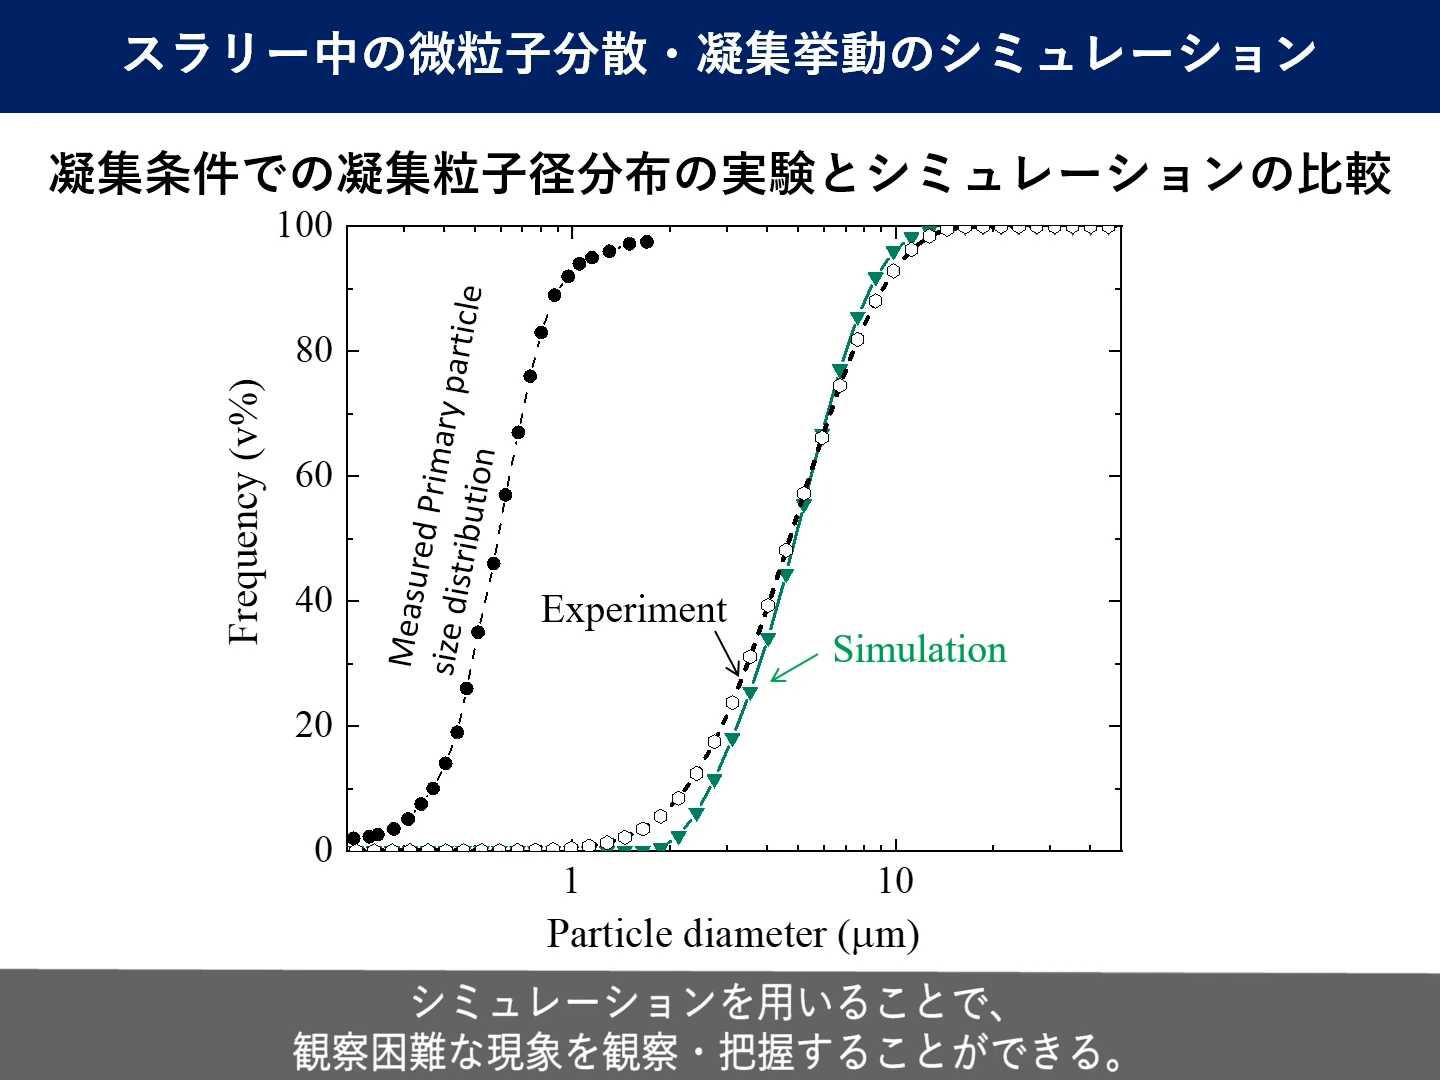 スラリー中の微粒子分散・凝集挙動のシミュレーション
凝集条件での凝集粒子径分布の実験とシミュレーションの比較
100
80
60
40
20
0
Frequency (v%)
Measured Primary particle
size distribution
Experiment
Simulation
1
10
Particle diameter (μm)
シミュレーションを用いることで、
観察困難な現象を観察・把握することができる。